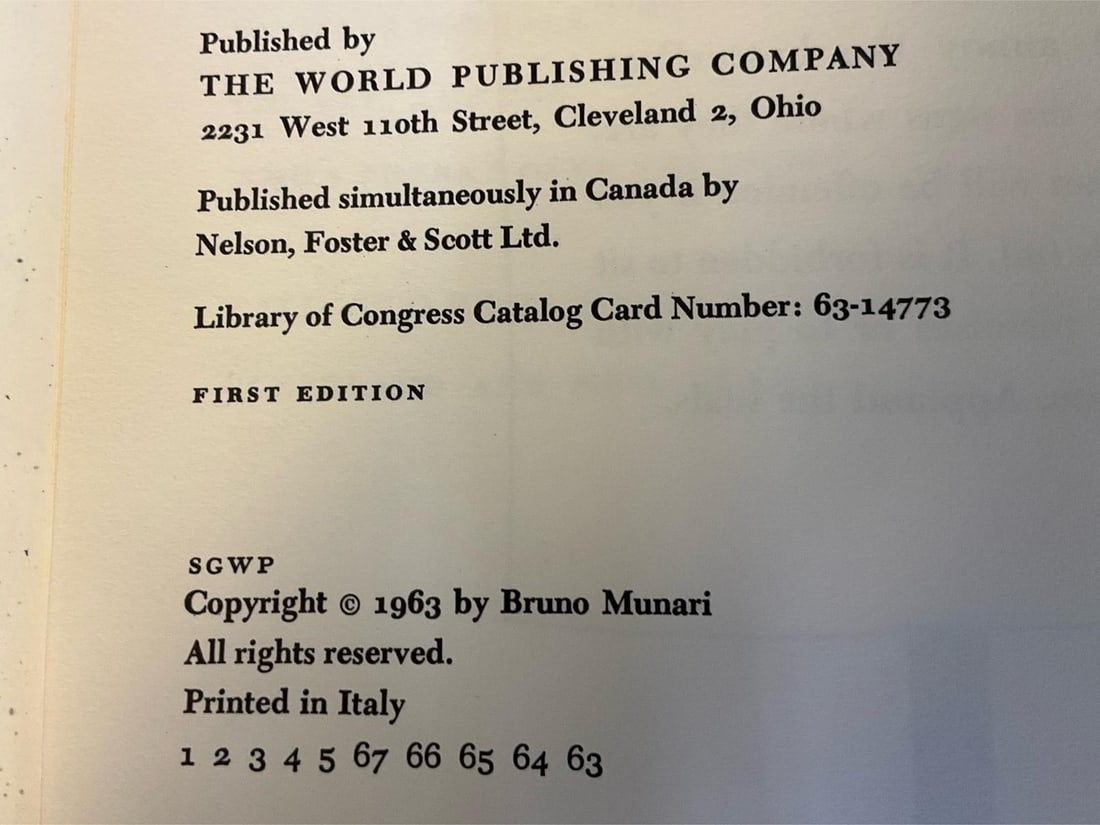 Published by
THE WORLD PUBLISHING COMPANY
2231 West 110th Street, Cleveland 2, Ohio
Published simultaneously in Canada by
Nelson, Foster & Scott Ltd.
Library of Congress Catalog Card Number: 63-14773
FIRST EDITION
SGWP
Copyright © 1963 by Bruno Munari
All rights reserved.
Printed in Italy
1 2 3 4 5 67 66 65 64 63